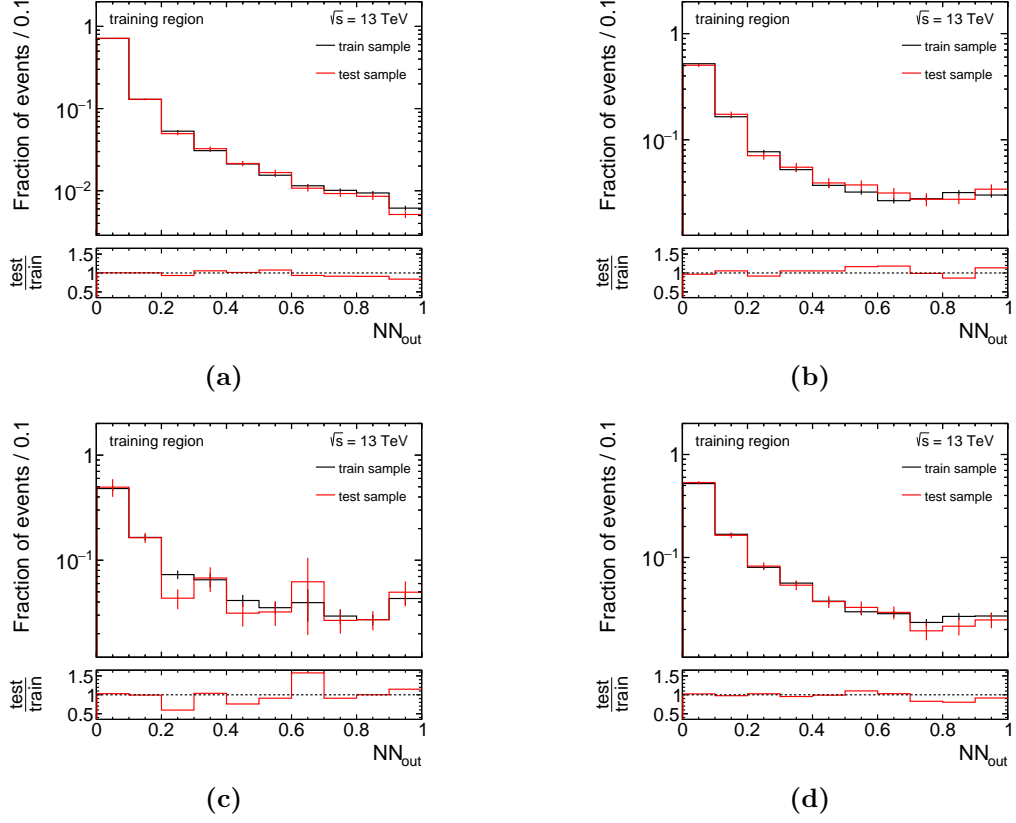 training region √s = 13 TeV
train sample
test sample
Fraction of events / 0.1
1
10⁻¹
10⁻²
test
train
1.5
1
0.5
0 0.2 0.4 0.6 0.8 1
NN_out
(a)
training region √s = 13 TeV
train sample
test sample
Fraction of events / 0.1
1
10⁻¹
test
train
1.5
1
0.5
0 0.2 0.4 0.6 0.8 1
NN_out
(b)
training region √s = 13 TeV
train sample
test sample
Fraction of events / 0.1
1
10⁻¹
test
train
1.5
1
0.5
0 0.2 0.4 0.6 0.8 1
NN_out
(c)
training region √s = 13 TeV
train sample
test sample
Fraction of events / 0.1
1
10⁻¹
test
train
1.5
1
0.5
0 0.2 0.4 0.6 0.8 1
NN_out
(d)